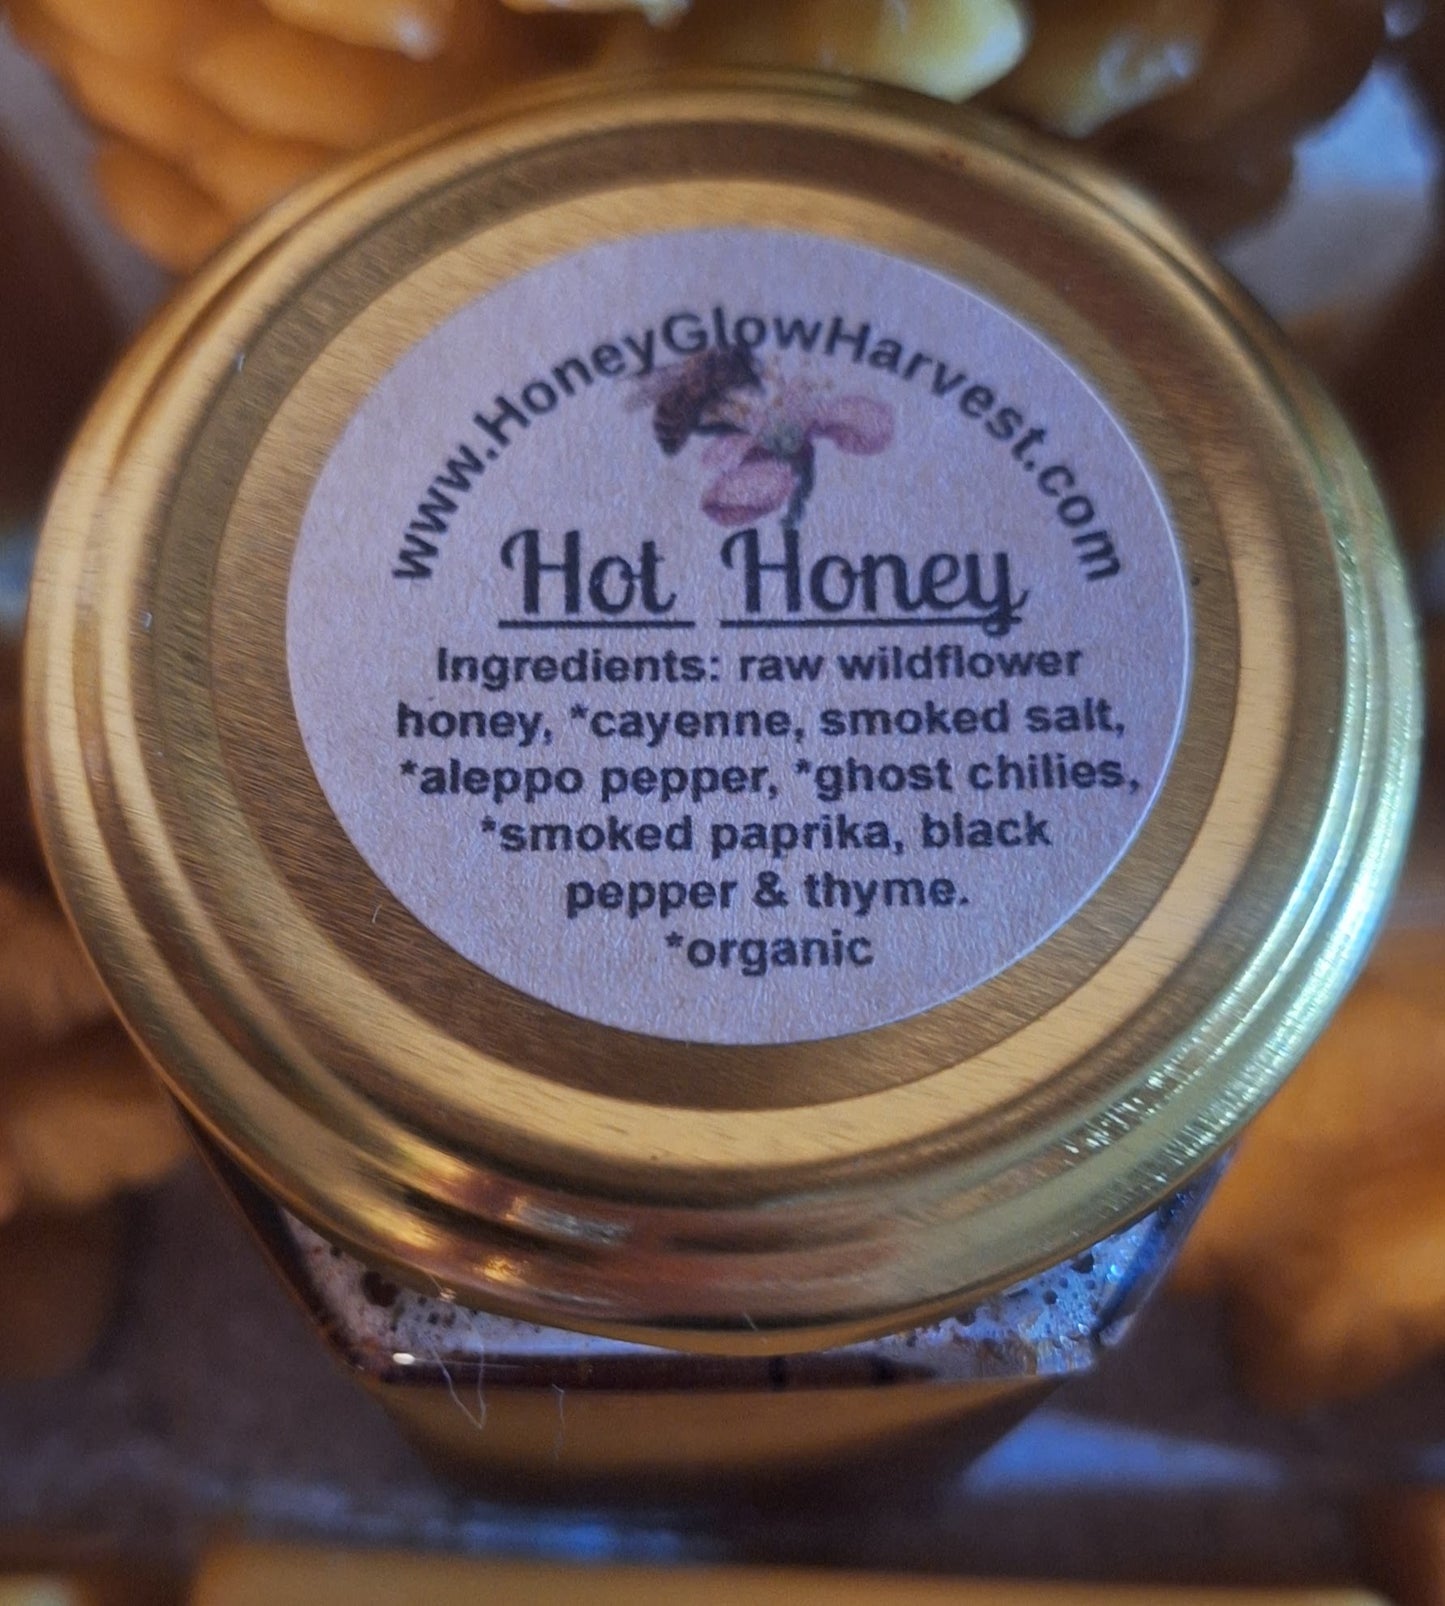 www.HoneyGlowHarvest.com
Hot Honey
Ingredients: raw wildflower
honey, *cayenne, smoked salt,
*aleppo pepper, *ghost chilies,
*smoked paprika, black
pepper & thyme.
*organic